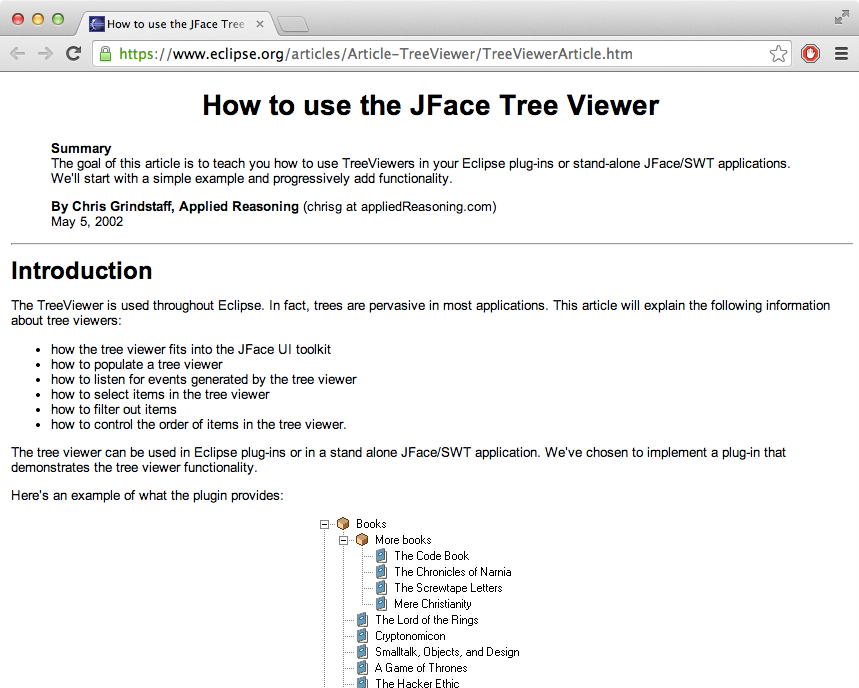 How to use the JFace Tree
https://www.eclipse.org/articles/Article-TreeViewer/TreeViewerArticle.htm
How to use the JFace Tree Viewer
Summary
The goal of this article is to teach you how to use TreeViewers in your Eclipse plug-ins or stand-alone JFace/SWT applications.
We'll start with a simple example and progressively add functionality.
By Chris Grindstaff, Applied Reasoning (chrisg at appliedReasoning.com)
May 5, 2002
Introduction
The TreeViewer is used throughout Eclipse. In fact, trees are pervasive in most applications. This article will explain the following information
about tree viewers:
• how the tree viewer fits into the JFace UI toolkit
• how to populate a tree viewer
• how to listen for events generated by the tree viewer
• how to select items in the tree viewer
• how to filter out items
• how to control the order of items in the tree viewer.
The tree viewer can be used in Eclipse plug-ins or in a stand alone JFace/SWT application. We've chosen to implement a plug-in that
demonstrates the tree viewer functionality.
Here's an example of what the plugin provides:
Books
More books
The Code Book
The Chronicles of Narnia
The Screwtape Letters
Mere Christianity
The Lord of the Rings
Cryptonomicon
Smalltalk, Objects, and Design
A Game of Thrones
The Hacker Ethic